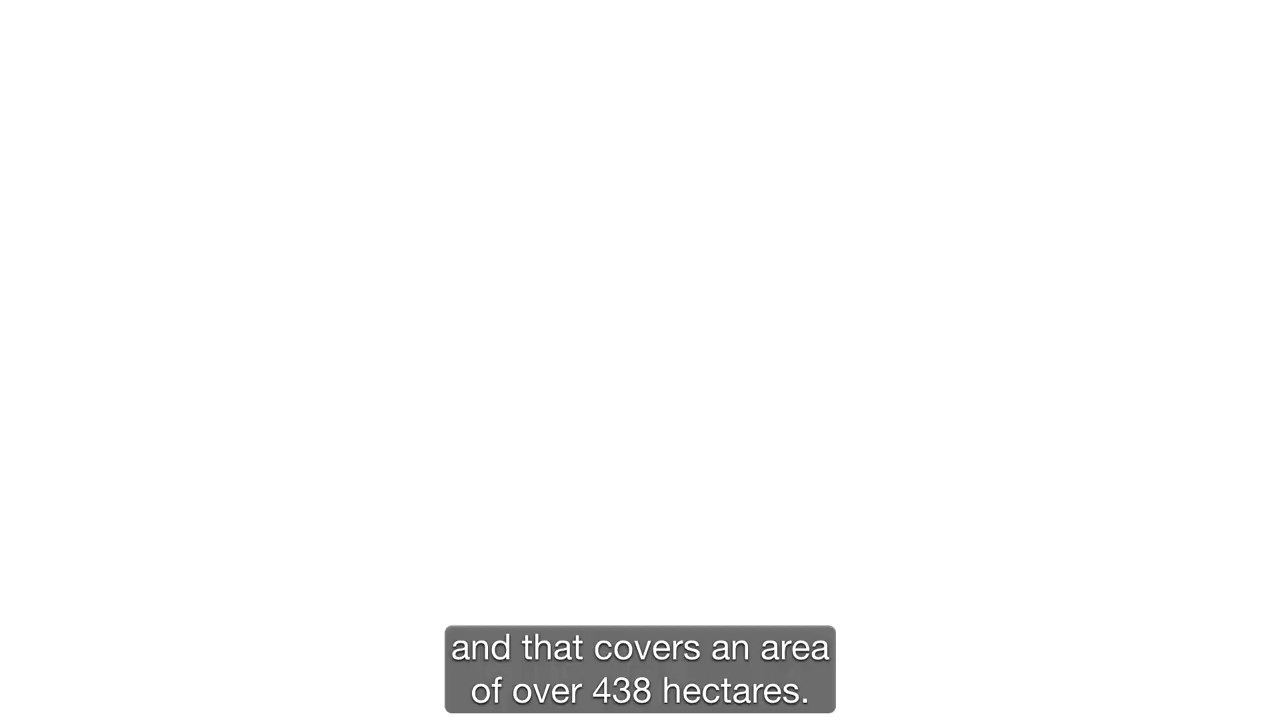 and that covers an area
of over 438 hectares.